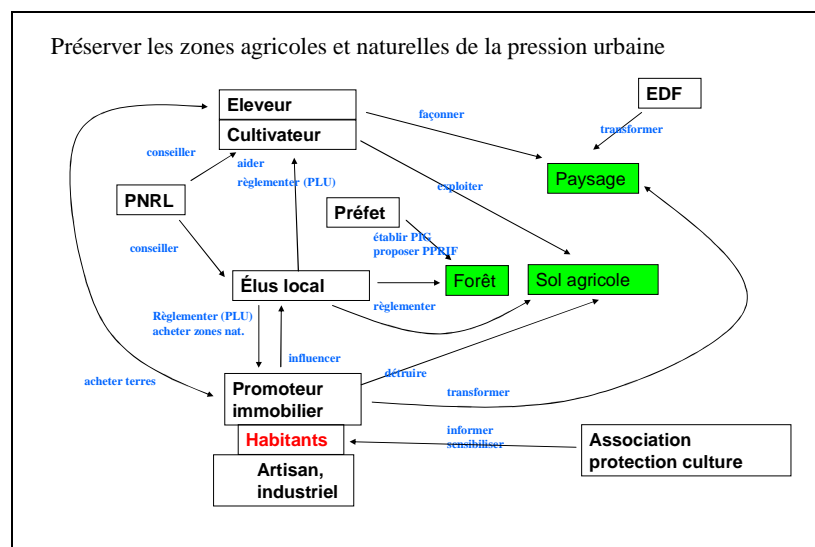 Préserver les zones agricoles et naturelles de la pression urbaine
Eleveur
Cultivateur
EDF
façonner
transformer
conseiller
aider
règlementer (PLU)
exploiter
Paysage
PNRL
Préfet
établir PIG
proposer PPRIF
conseiller
Élus local
Forêt
Sol agricole
règlementer
Règlementer (PLU)
acheter zones nat.
influencer
détruire
acheter terres
Promoteur
immobilier
transformer
Habitants
informer
sensibiliser
Association
protection culture
Artisan,
industriel